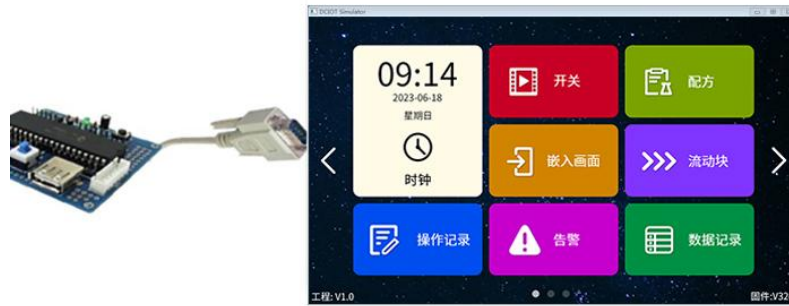 DCIOT Simulator
09:14
2023-06-18
星期日
时钟
开关
配方
嵌入画面
流动块
操作记录
告警
数据记录
工程: V1.0
固件:V32